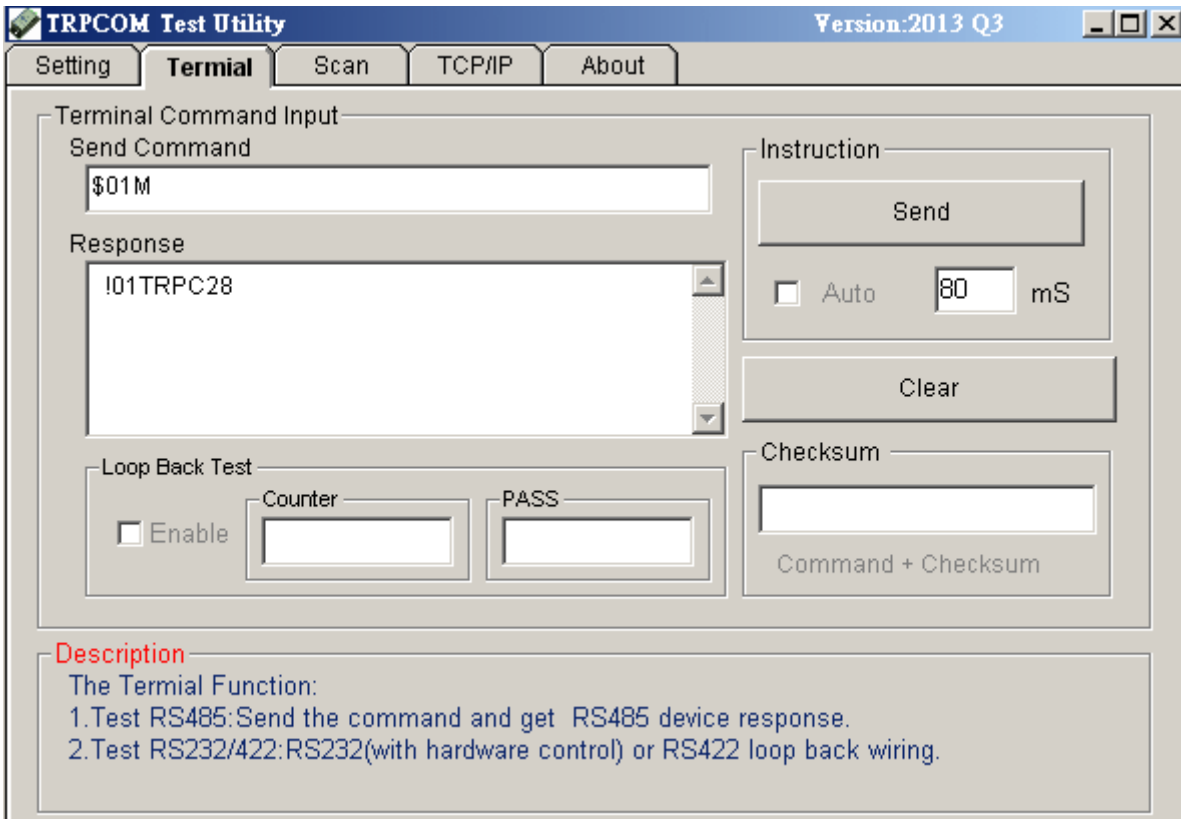 TRPCOM Test Utility Version:2013 Q3
Setting Termial Scan TCP/IP About
Terminal Command Input
Send Command
$01M
Response
!01TRPC28
Instruction
Send
Auto 80 mS
Clear
Loop Back Test
Enable
Counter
PASS
Checksum
Command + Checksum
Description
The Termial Function:
1.Test RS485:Send the command and get  RS485 device response.
2.Test RS232/422:RS232(with hardware control) or RS422 loop back wiring.